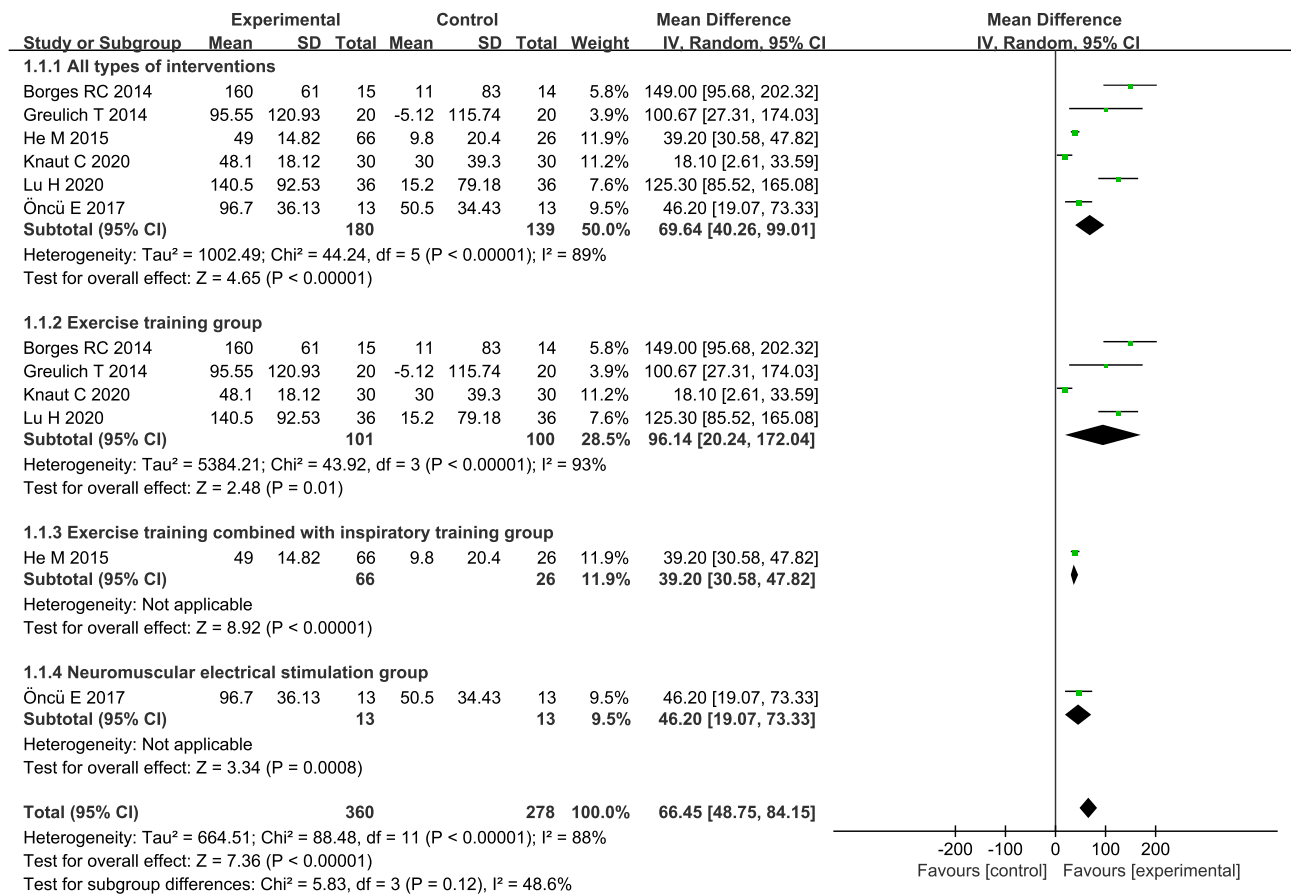 Experimental Control Mean Difference Mean Difference
Study or Subgroup Mean SD Total Mean SD Total Weight IV, Random, 95% CI IV, Random, 95% CI
1.1.1 All types of interventions
Borges RC 2014 160 61 15 11 83 14 5.8% 149.00 [95.68, 202.32]
Greulich T 2014 95.55 120.93 20 -5.12 115.74 20 3.9% 100.67 [27.31, 174.03]
He M 2015 49 14.82 66 9.8 20.4 26 11.9% 39.20 [30.58, 47.82]
Knaut C 2020 48.1 18.12 30 30 39.3 30 11.2% 18.10 [2.61, 33.59]
Lu H 2020 140.5 92.53 36 15.2 79.18 36 7.6% 125.30 [85.52, 165.08]
Öncü E 2017 96.7 36.13 13 50.5 34.43 13 9.5% 46.20 [19.07, 73.33]
Subtotal (95% CI) 180 139 50.0% 69.64 [40.26, 99.01]
Heterogeneity: Tau² = 1002.49; Chi² = 44.24, df = 5 (P < 0.00001); I² = 89%
Test for overall effect: Z = 4.65 (P < 0.00001)
1.1.2 Exercise training group
Borges RC 2014 160 61 15 11 83 14 5.8% 149.00 [95.68, 202.32]
Greulich T 2014 95.55 120.93 20 -5.12 115.74 20 3.9% 100.67 [27.31, 174.03]
Knaut C 2020 48.1 18.12 30 30 39.3 30 11.2% 18.10 [2.61, 33.59]
Lu H 2020 140.5 92.53 36 15.2 79.18 36 7.6% 125.30 [85.52, 165.08]
Subtotal (95% CI) 101 100 28.5% 96.14 [20.24, 172.04]
Heterogeneity: Tau² = 5384.21; Chi² = 43.92, df = 3 (P < 0.00001); I² = 93%
Test for overall effect: Z = 2.48 (P = 0.01)
1.1.3 Exercise training combined with inspiratory training group
He M 2015 49 14.82 66 9.8 20.4 26 11.9% 39.20 [30.58, 47.82]
Subtotal (95% CI) 66 26 11.9% 39.20 [30.58, 47.82]
Heterogeneity: Not applicable
Test for overall effect: Z = 8.92 (P < 0.00001)
1.1.4 Neuromuscular electrical stimulation group
Öncü E 2017 96.7 36.13 13 50.5 34.43 13 9.5% 46.20 [19.07, 73.33]
Subtotal (95% CI) 13 13 9.5% 46.20 [19.07, 73.33]
Heterogeneity: Not applicable
Test for overall effect: Z = 3.34 (P = 0.0008)
Total (95% CI) 360 278 100.0% 66.45 [48.75, 84.15]
Heterogeneity: Tau² = 664.51; Chi² = 88.48, df = 11 (P < 0.00001); I² = 88%
Test for overall effect: Z = 7.36 (P < 0.00001)
Test for subgroup differences: Chi² = 5.83, df = 3 (P = 0.12), I² = 48.6%
-200 -100 0 100 200
Favours [control] Favours [experimental]